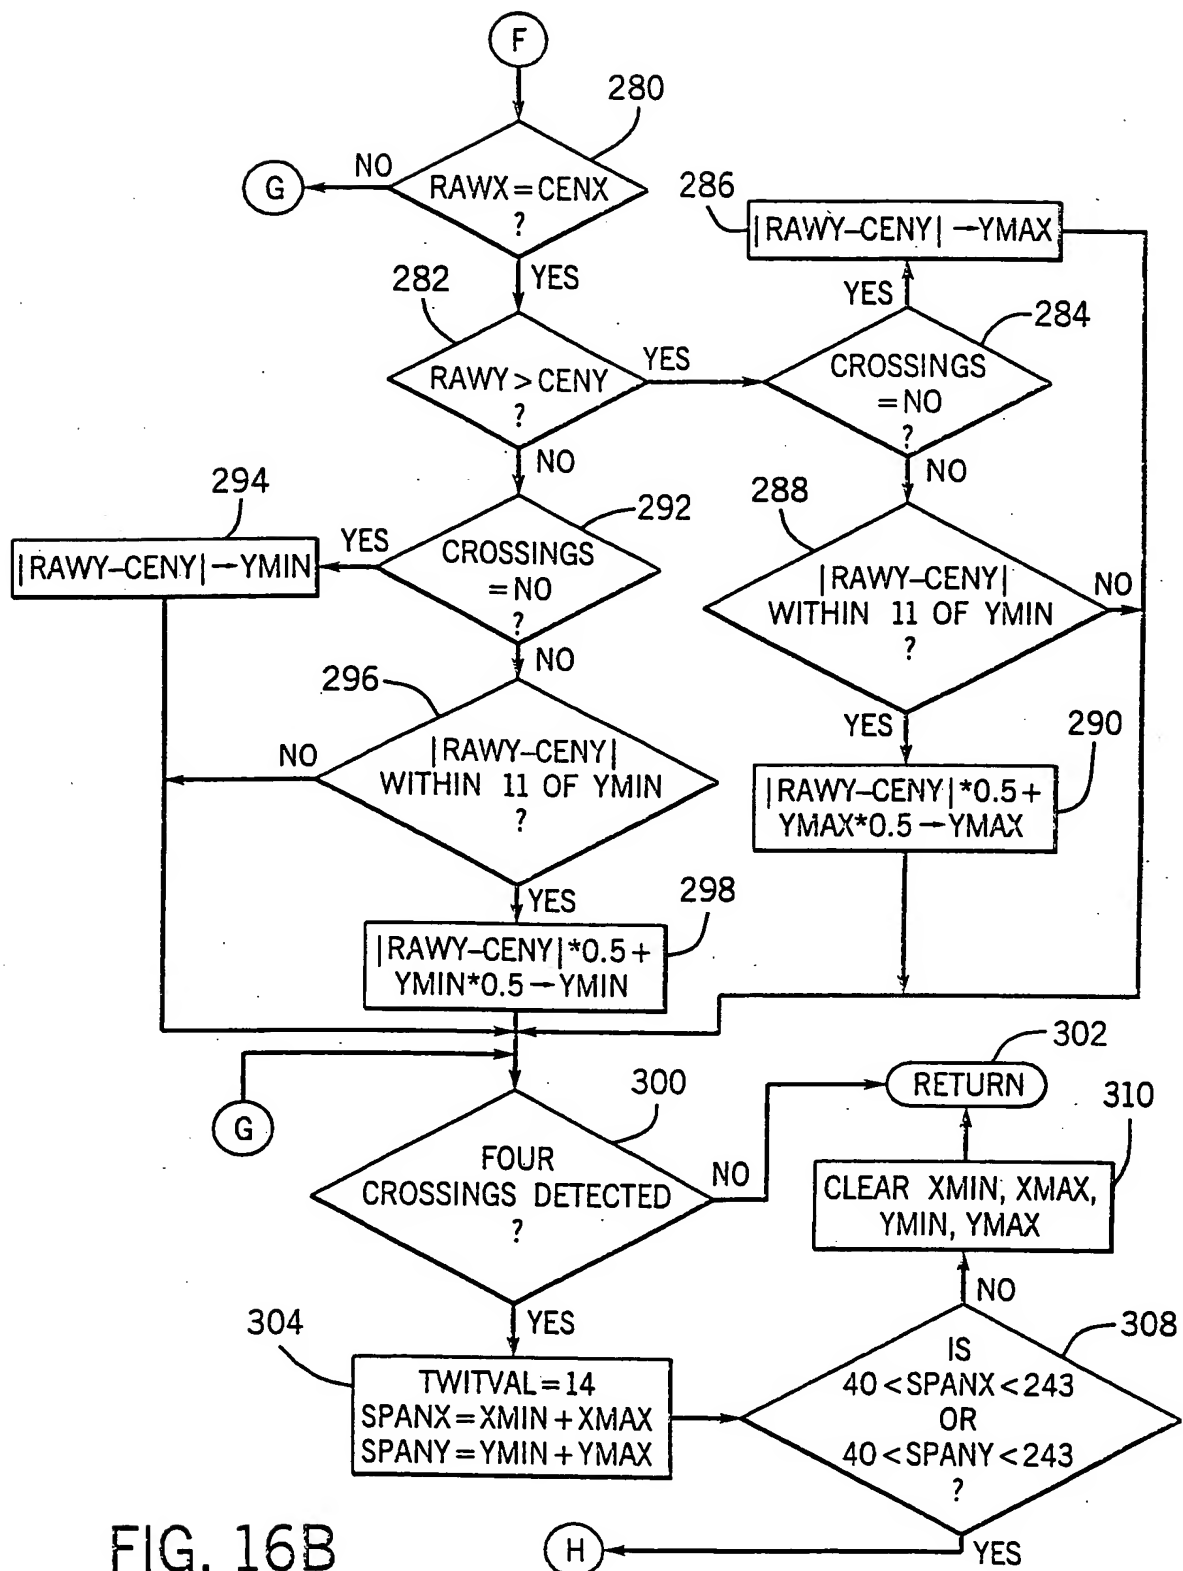 F
280
NO
G
RAWX=CENX
?
YES
286
|RAWY–CENY|→YMAX
282
YES
284
RAWY>CENY
?
YES
CROSSINGS
=NO
?
NO
NO
294
292
288
|RAWY–CENY|→YMIN
YES
CROSSINGS
=NO
?
|RAWY–CENY|
WITHIN 11 OF YMIN
?
NO
NO
296
YES
290
NO
|RAWY–CENY|
WITHIN 11 OF YMIN
?
|RAWY–CENY|*0.5+
YMAX*0.5→YMAX
YES
298
|RAWY–CENY|*0.5+
YMIN*0.5→YMIN
302
RETURN
300
310
G
FOUR
CROSSINGS DETECTED
?
NO
CLEAR XMIN, XMAX,
YMIN, YMAX
NO
YES
304
308
TWITVAL=14
SPANX=XMIN+XMAX
SPANY=YMIN+YMAX
IS
40<SPANX<243
OR
40<SPANY<243
?
YES
H
FIG. 16B